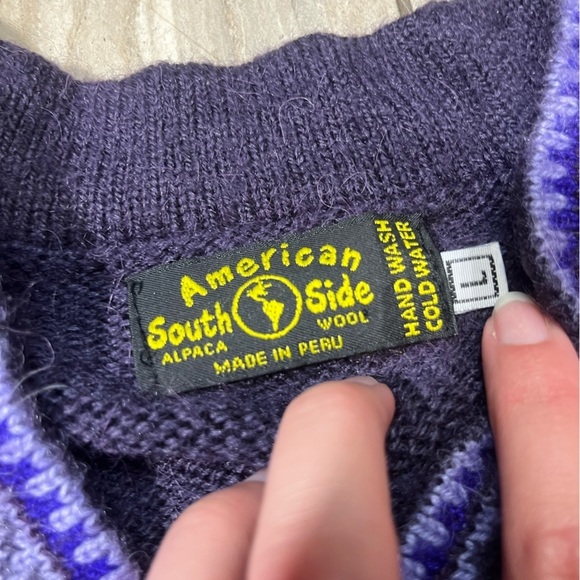 American
South Side
ALPACA WOOL
MADE IN PERU
HAND WASH
COLD WATER